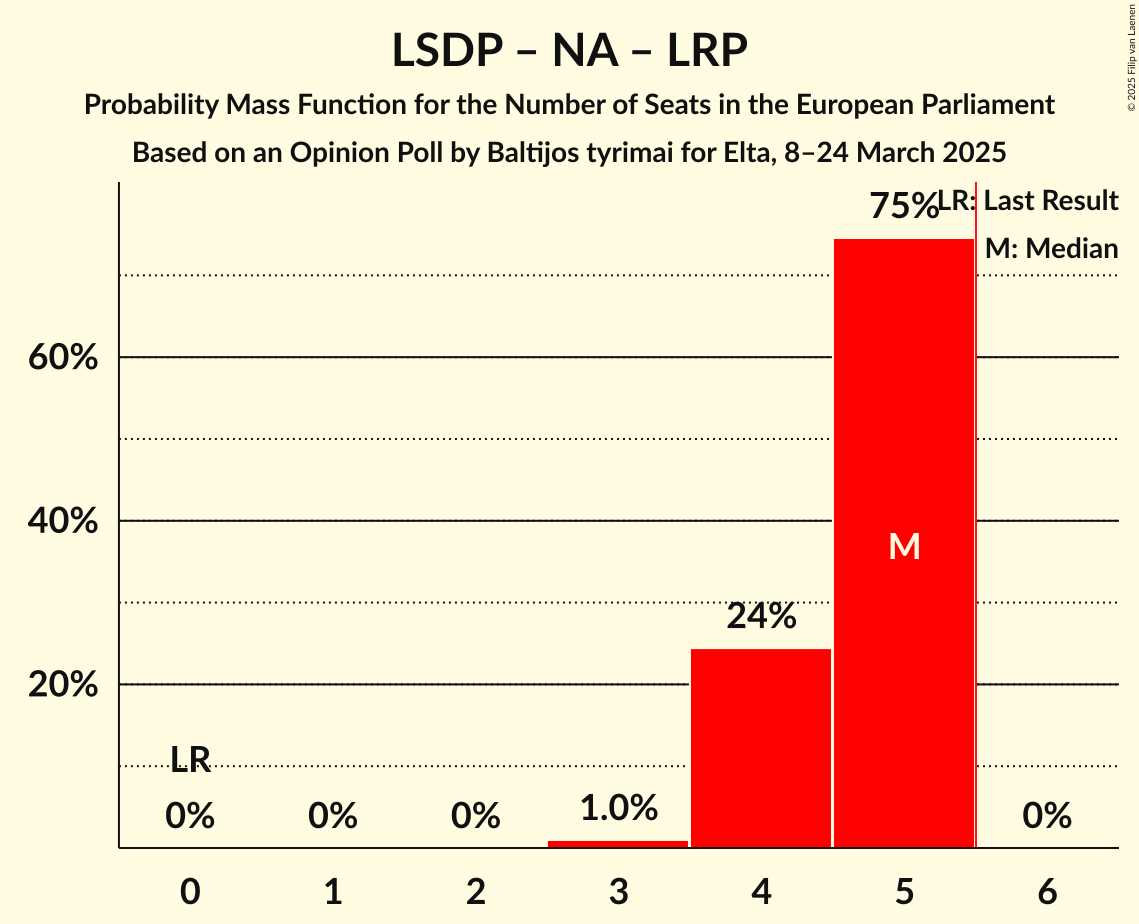 LSDP – NA – LRP
Probability Mass Function for the Number of Seats in the European Parliament
Based on an Opinion Poll by Baltijos tyrimai for Elta, 8–24 March 2025
© 2025 Filip van Laenen
LR: Last Result
M: Median
75%
60%
40%
M
24%
20%
LR
0%
0%
0%
1.0%
0%
0
1
2
3
4
5
6